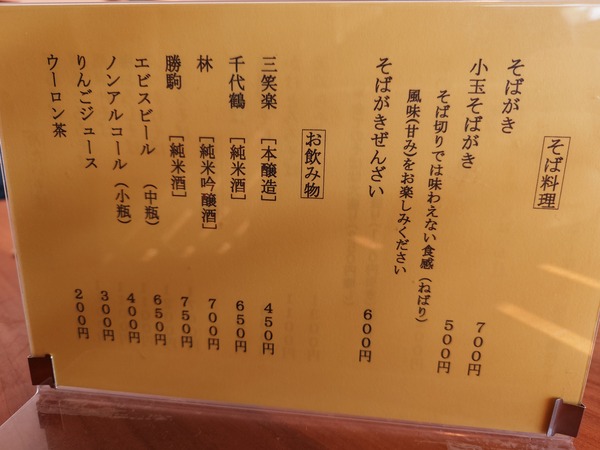 そば料理
そばがき　７００円
小玉そばがき　５００円
そば切りでは味わえない食感（ねばり）
風味（甘み）をお楽しみください
そばがきぜんざい　６００円
お飲み物
三笑楽　［本醸造］　４５０円
千代鶴　［純米酒］　６５０円
林　［純米吟醸酒］　７００円
勝駒　［純米酒］　７５０円
エビスビール　（中瓶）　６５０円
ノンアルコール　（小瓶）　４００円
りんごジュース　３００円
ウーロン茶　２００円